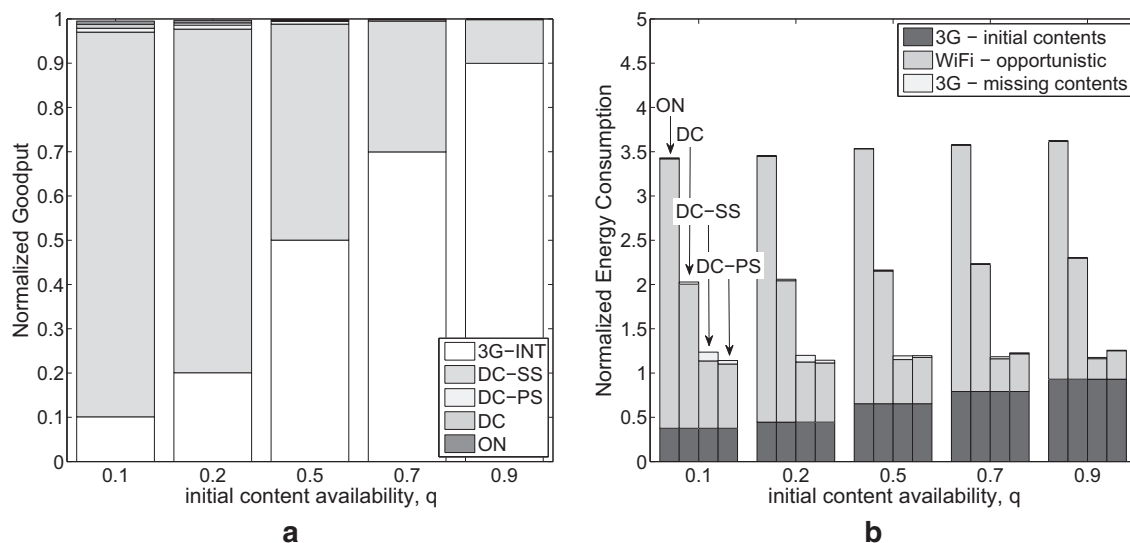 1
0.9
0.8
0.7
0.6
0.5
0.4
0.3
0.2
0.1
0
Normalized Goodput
3G−INT
DC−SS
DC−PS
DC
ON
0.1 0.2 0.5 0.7 0.9
initial content availability, q
a
5
4.5
4
3.5
3
2.5
2
1.5
1
0.5
0
Normalized Energy Consumption
3G − initial contents
WiFi − opportunistic
3G − missing contents
ON
DC
DC−SS
DC−PS
0.1 0.2 0.5 0.7 0.9
initial content availability, q
b